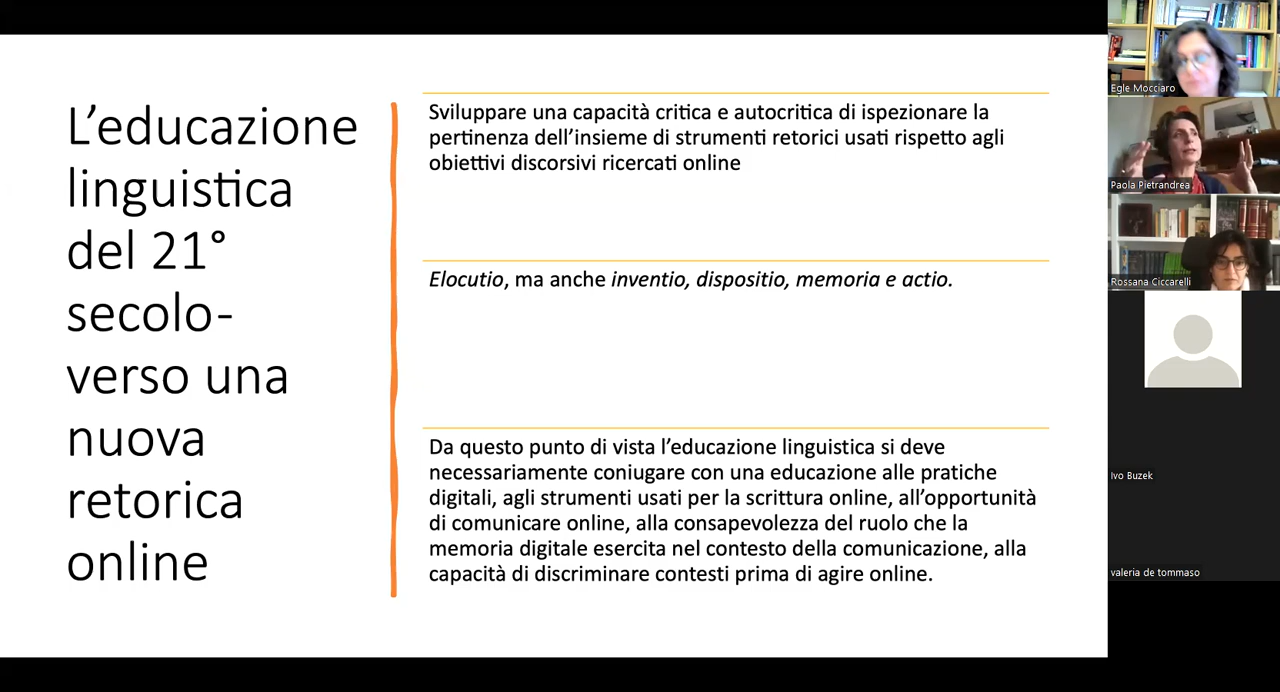 L’educazione
linguistica
del 21°
secolo-
verso una
nuova
retorica
online
Sviluppare una capacità critica e autocritica di ispezionare la
pertinenza dell’insieme di strumenti retorici usati rispetto agli
obiettivi discorsivi ricercati online
Elocutio, ma anche inventio, dispositio, memoria e actio.
Da questo punto di vista l’educazione linguistica si deve
necessariamente coniugare con una educazione alle pratiche
digitali, agli strumenti usati per la scrittura online, all’opportunità
di comunicare online, alla consapevolezza del ruolo che la
memoria digitale esercita nel contesto della comunicazione, alla
capacità di discriminare contesti prima di agire online.
Egle Mocciaro
Paola Pietrandrea
Rossana Ciccarelli
Ivo Buzek
valeria de tommaso